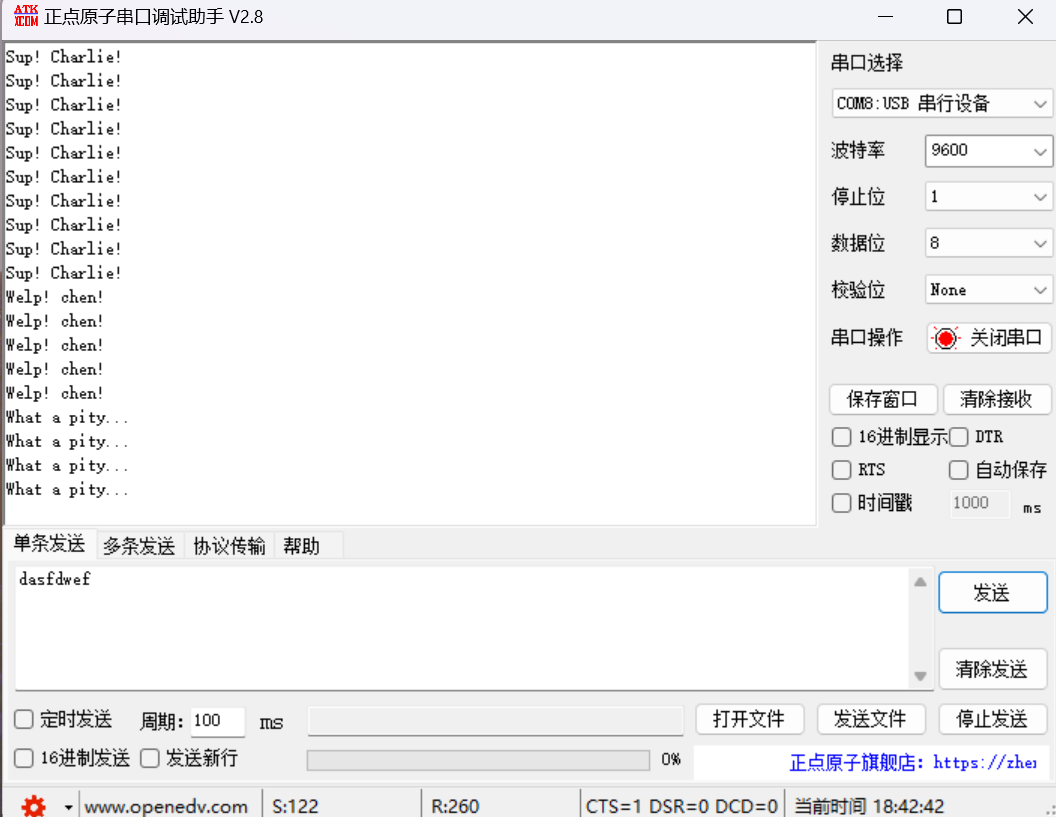 ATK
XCOM 正点原子串口调试助手 V2.8
Sup! Charlie!
Sup! Charlie!
Sup! Charlie!
Sup! Charlie!
Sup! Charlie!
Sup! Charlie!
Sup! Charlie!
Sup! Charlie!
Sup! Charlie!
Sup! Charlie!
Welp! chen!
Welp! chen!
Welp! chen!
Welp! chen!
Welp! chen!
What a pity...
What a pity...
What a pity...
What a pity...
串口选择
COM8:USB 串行设备
波特率 9600
停止位 1
数据位 8
校验位 None
串口操作 关闭串口
保存窗口 清除接收
16进制显示 DTR
RTS 自动保存
时间戳 1000 ms
单条发送 多条发送 协议传输 帮助
dasfdwef
发送
清除发送
定时发送 周期: 100 ms 打开文件 发送文件 停止发送
16进制发送 发送新行 0% 正点原子旗舰店: https://zhe
www.openedv.com S:122 R:260 CTS=1 DSR=0 DCD=0 当前时间 18:42:42